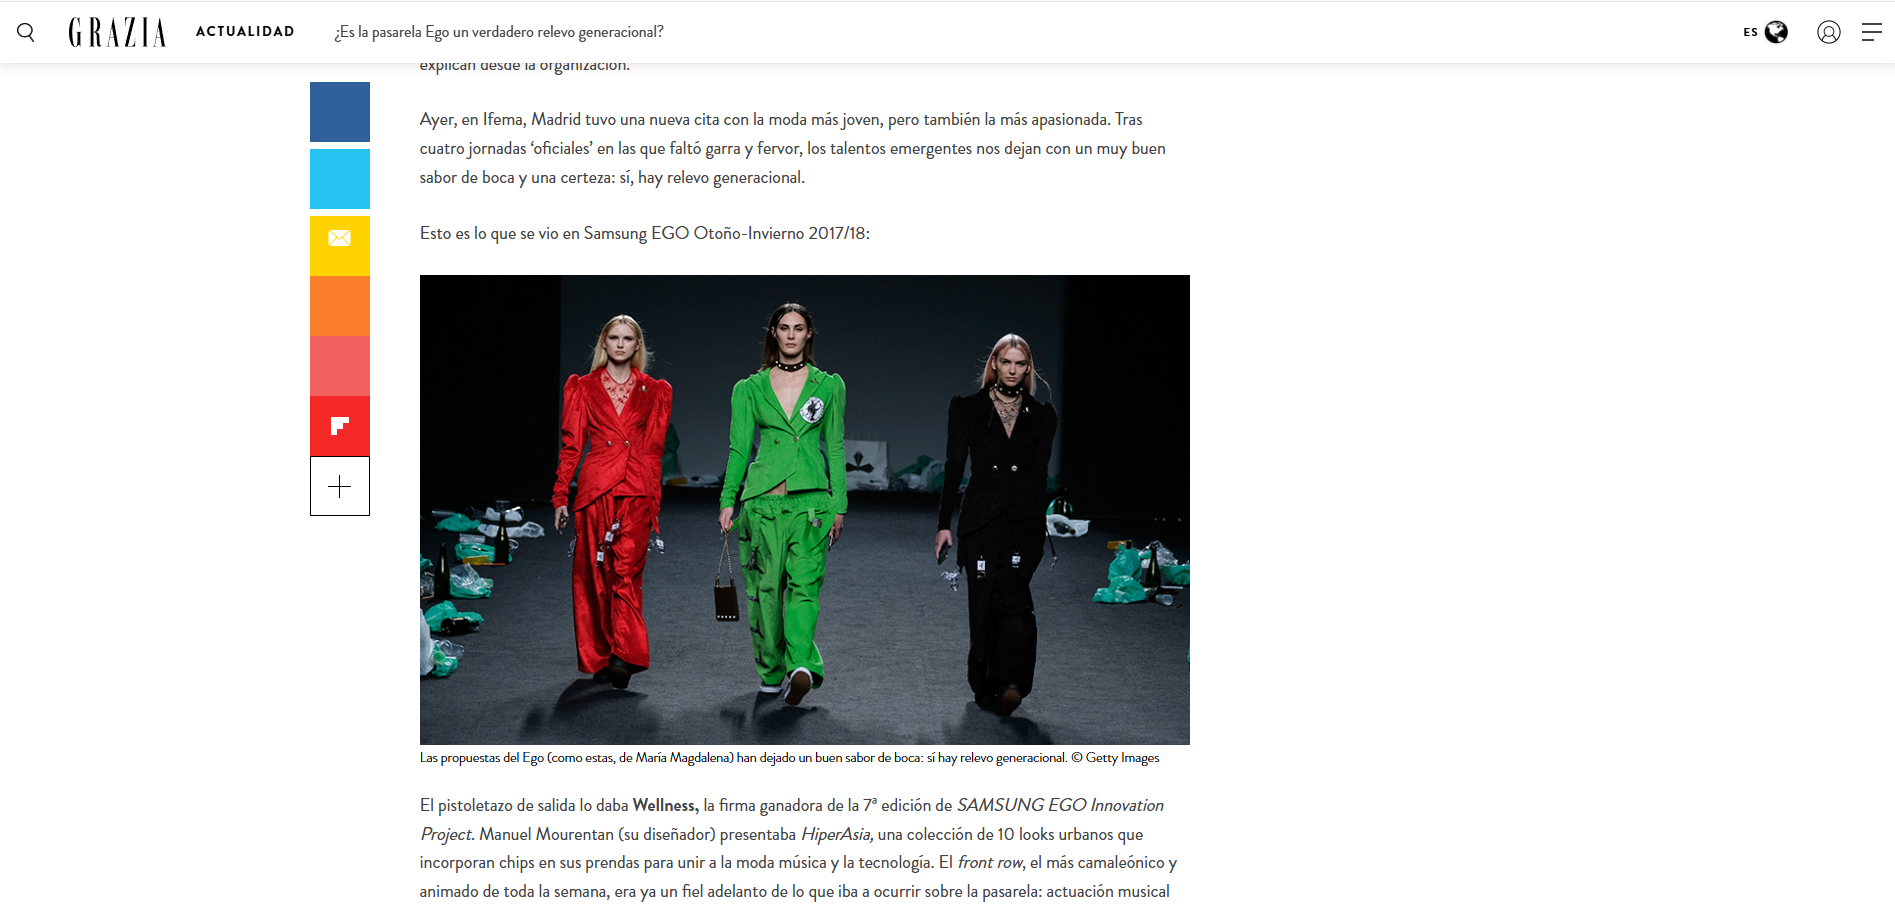 GRAZIA
ACTUALIDAD
¿Es la pasarela Ego un verdadero relevo generacional?
ES
explican desde la organización.
Ayer, en Ifema, Madrid tuvo una nueva cita con la moda más joven, pero también la más apasionada. Tras
cuatro jornadas ‘oficiales’ en las que faltó garra y fervor, los talentos emergentes nos dejan con un muy buen
sabor de boca y una certeza: sí, hay relevo generacional.
Esto es lo que se vio en Samsung EGO Otoño-Invierno 2017/18:
Las propuestas del Ego (como estas, de María Magdalena) han dejado un buen sabor de boca: sí hay relevo generacional. © Getty Images
El pistoletazo de salida lo daba Wellness, la firma ganadora de la 7ª edición de SAMSUNG EGO Innovation
Project. Manuel Mourentan (su diseñador) presentaba HiperAsia, una colección de 10 looks urbanos que
incorporan chips en sus prendas para unir a la moda música y la tecnología. El front row, el más camaleónico y
animado de toda la semana, era ya un fiel adelanto de lo que iba a ocurrir sobre la pasarela: actuación musical